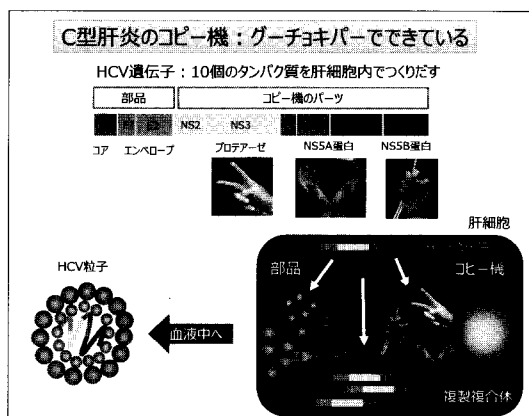 C型肝炎のコピー機：グーチョキパーでできている
HCV遺伝子：10個のタンパク質を肝細胞内でつくりだす
部品
コピー機のパーツ
NS2
NS3
コア
エンベロープ
プロテアーゼ
NS5A蛋白
NS5B蛋白
肝細胞
HCV粒子
部品
コピー機
血液中へ
複製複合体